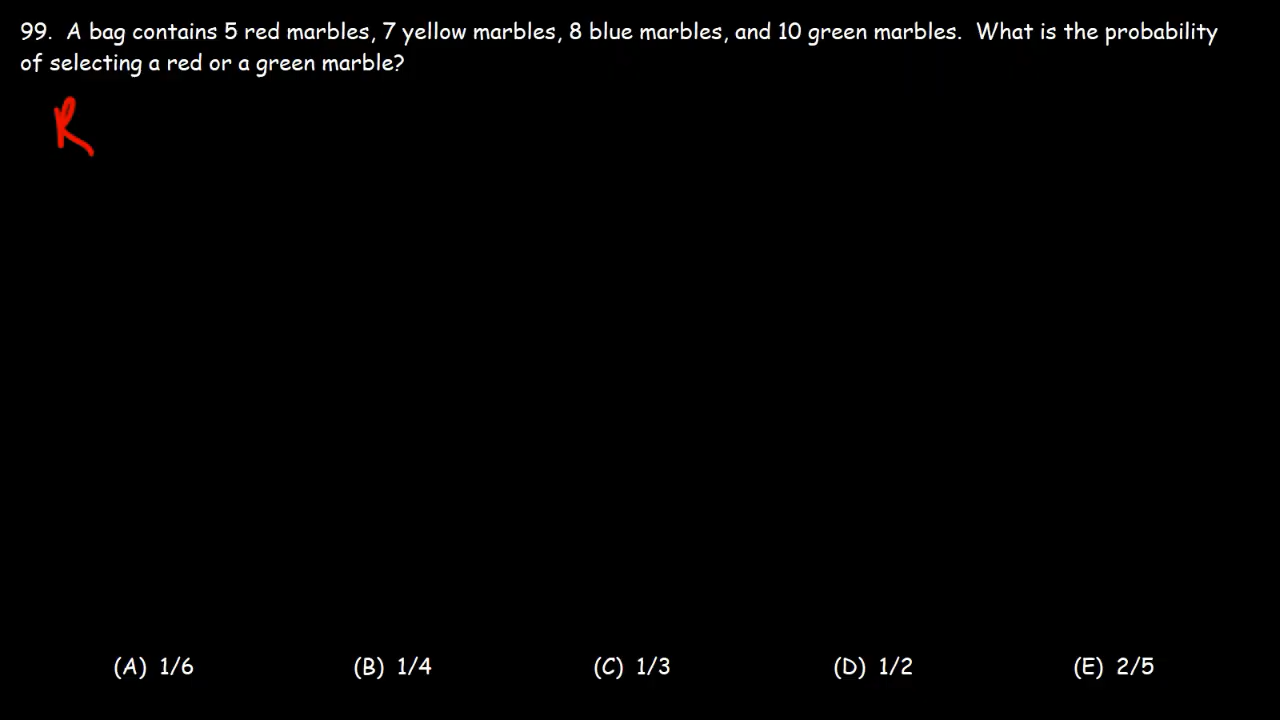 99. A bag contains 5 red marbles, 7 yellow marbles, 8 blue marbles, and 10 green marbles. What is the probability
of selecting a red or a green marble?
R
(A) 1/6 (B) 1/4 (C) 1/3 (D) 1/2 (E) 2/5